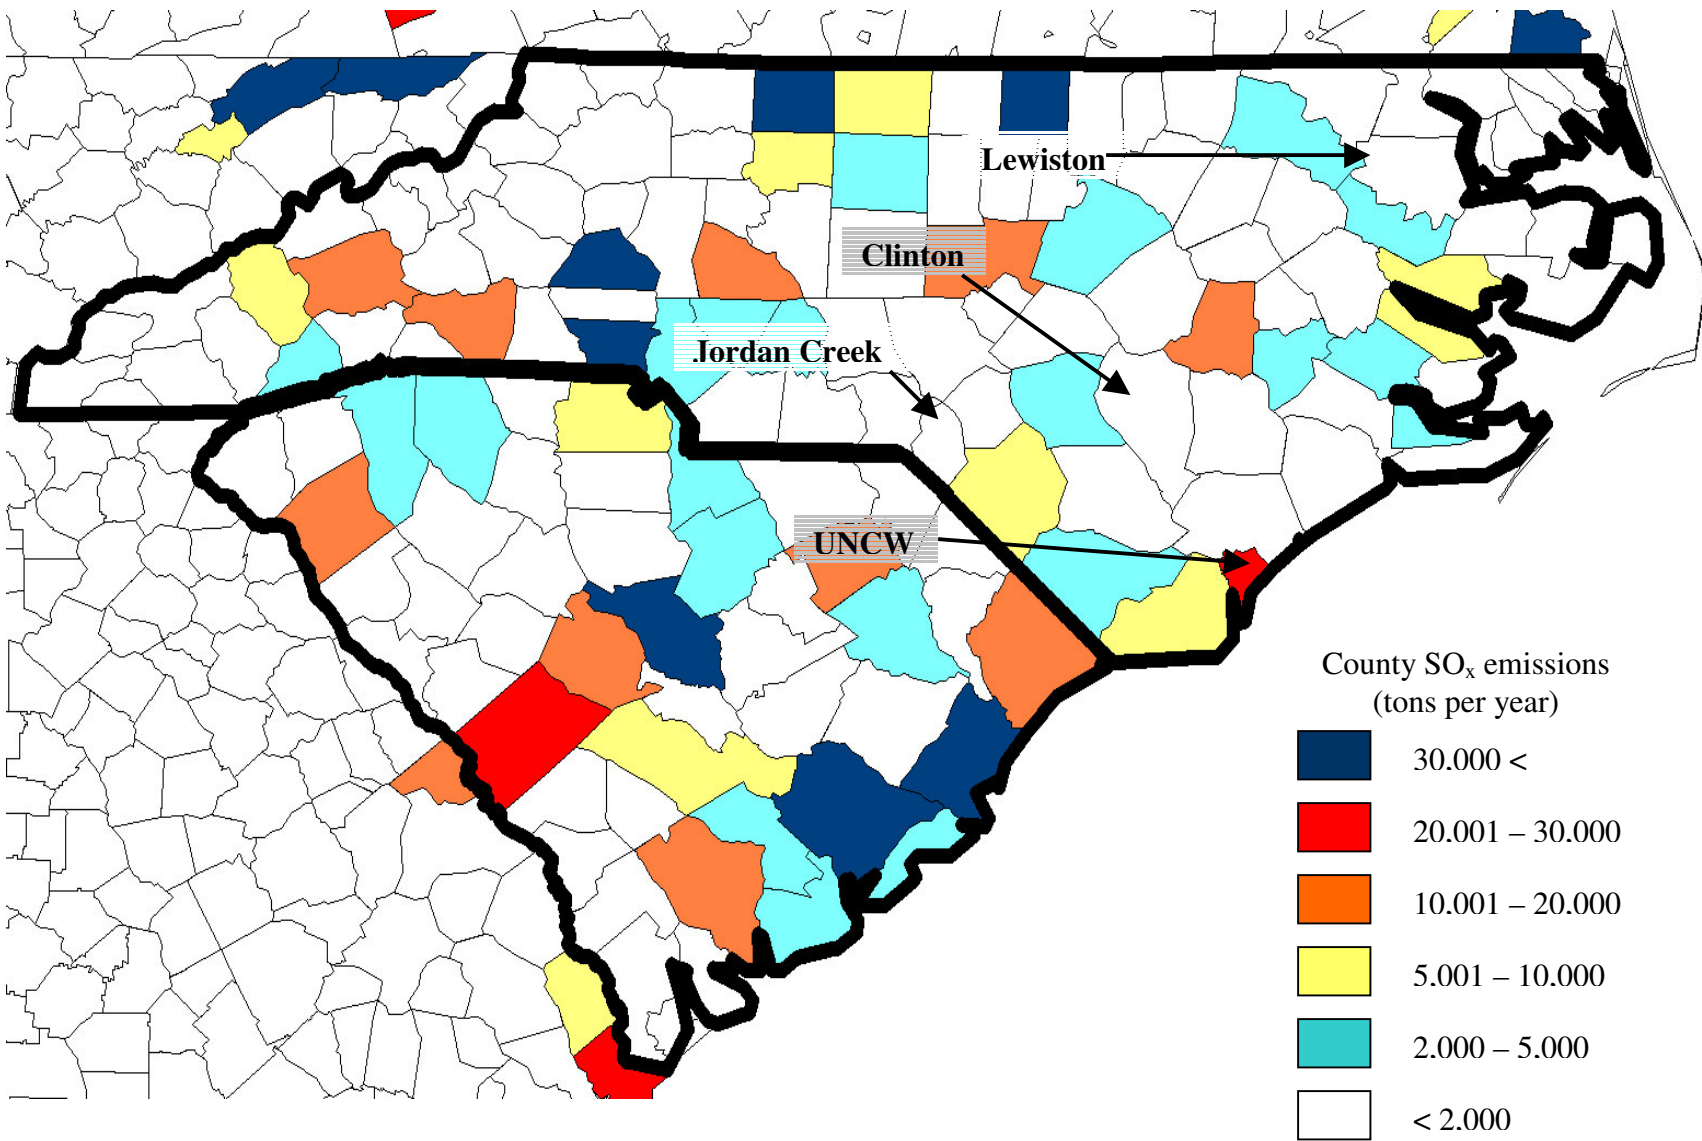 Lewiston
Clinton
Jordan Creek
UNCW
County SOx emissions
(tons per year)
30.000 <
20.001 – 30.000
10.001 – 20.000
5.001 – 10.000
2.000 – 5.000
< 2.000